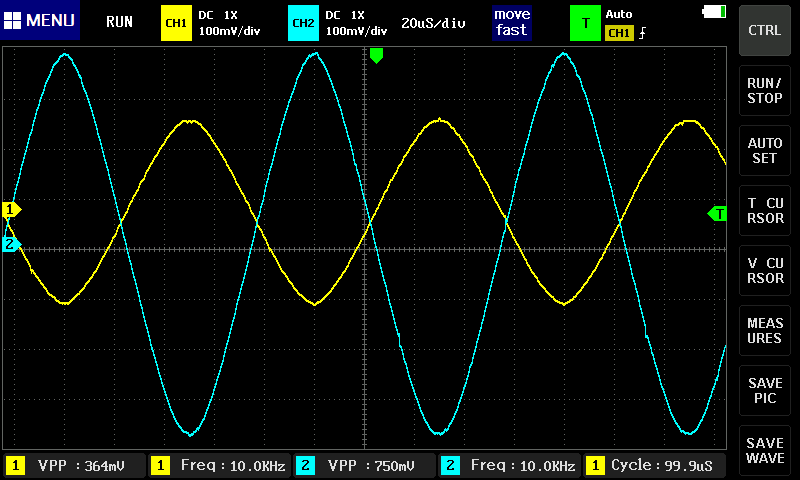 MENU
RUN
CH1
DC 1X
100mV/div
CH2
DC 1X
100mV/div
20uS/div
move
fast
T
Auto
CH1
CTRL
RUN/
STOP
AUTO
SET
T CU
RSOR
V CU
RSOR
MEAS
URES
SAVE
PIC
SAVE
WAVE
1
2
T
1 VPP : 364mV
1 Freq : 10.0KHz
2 VPP : 750mV
2 Freq : 10.0KHz
1 Cycle : 99.9uS